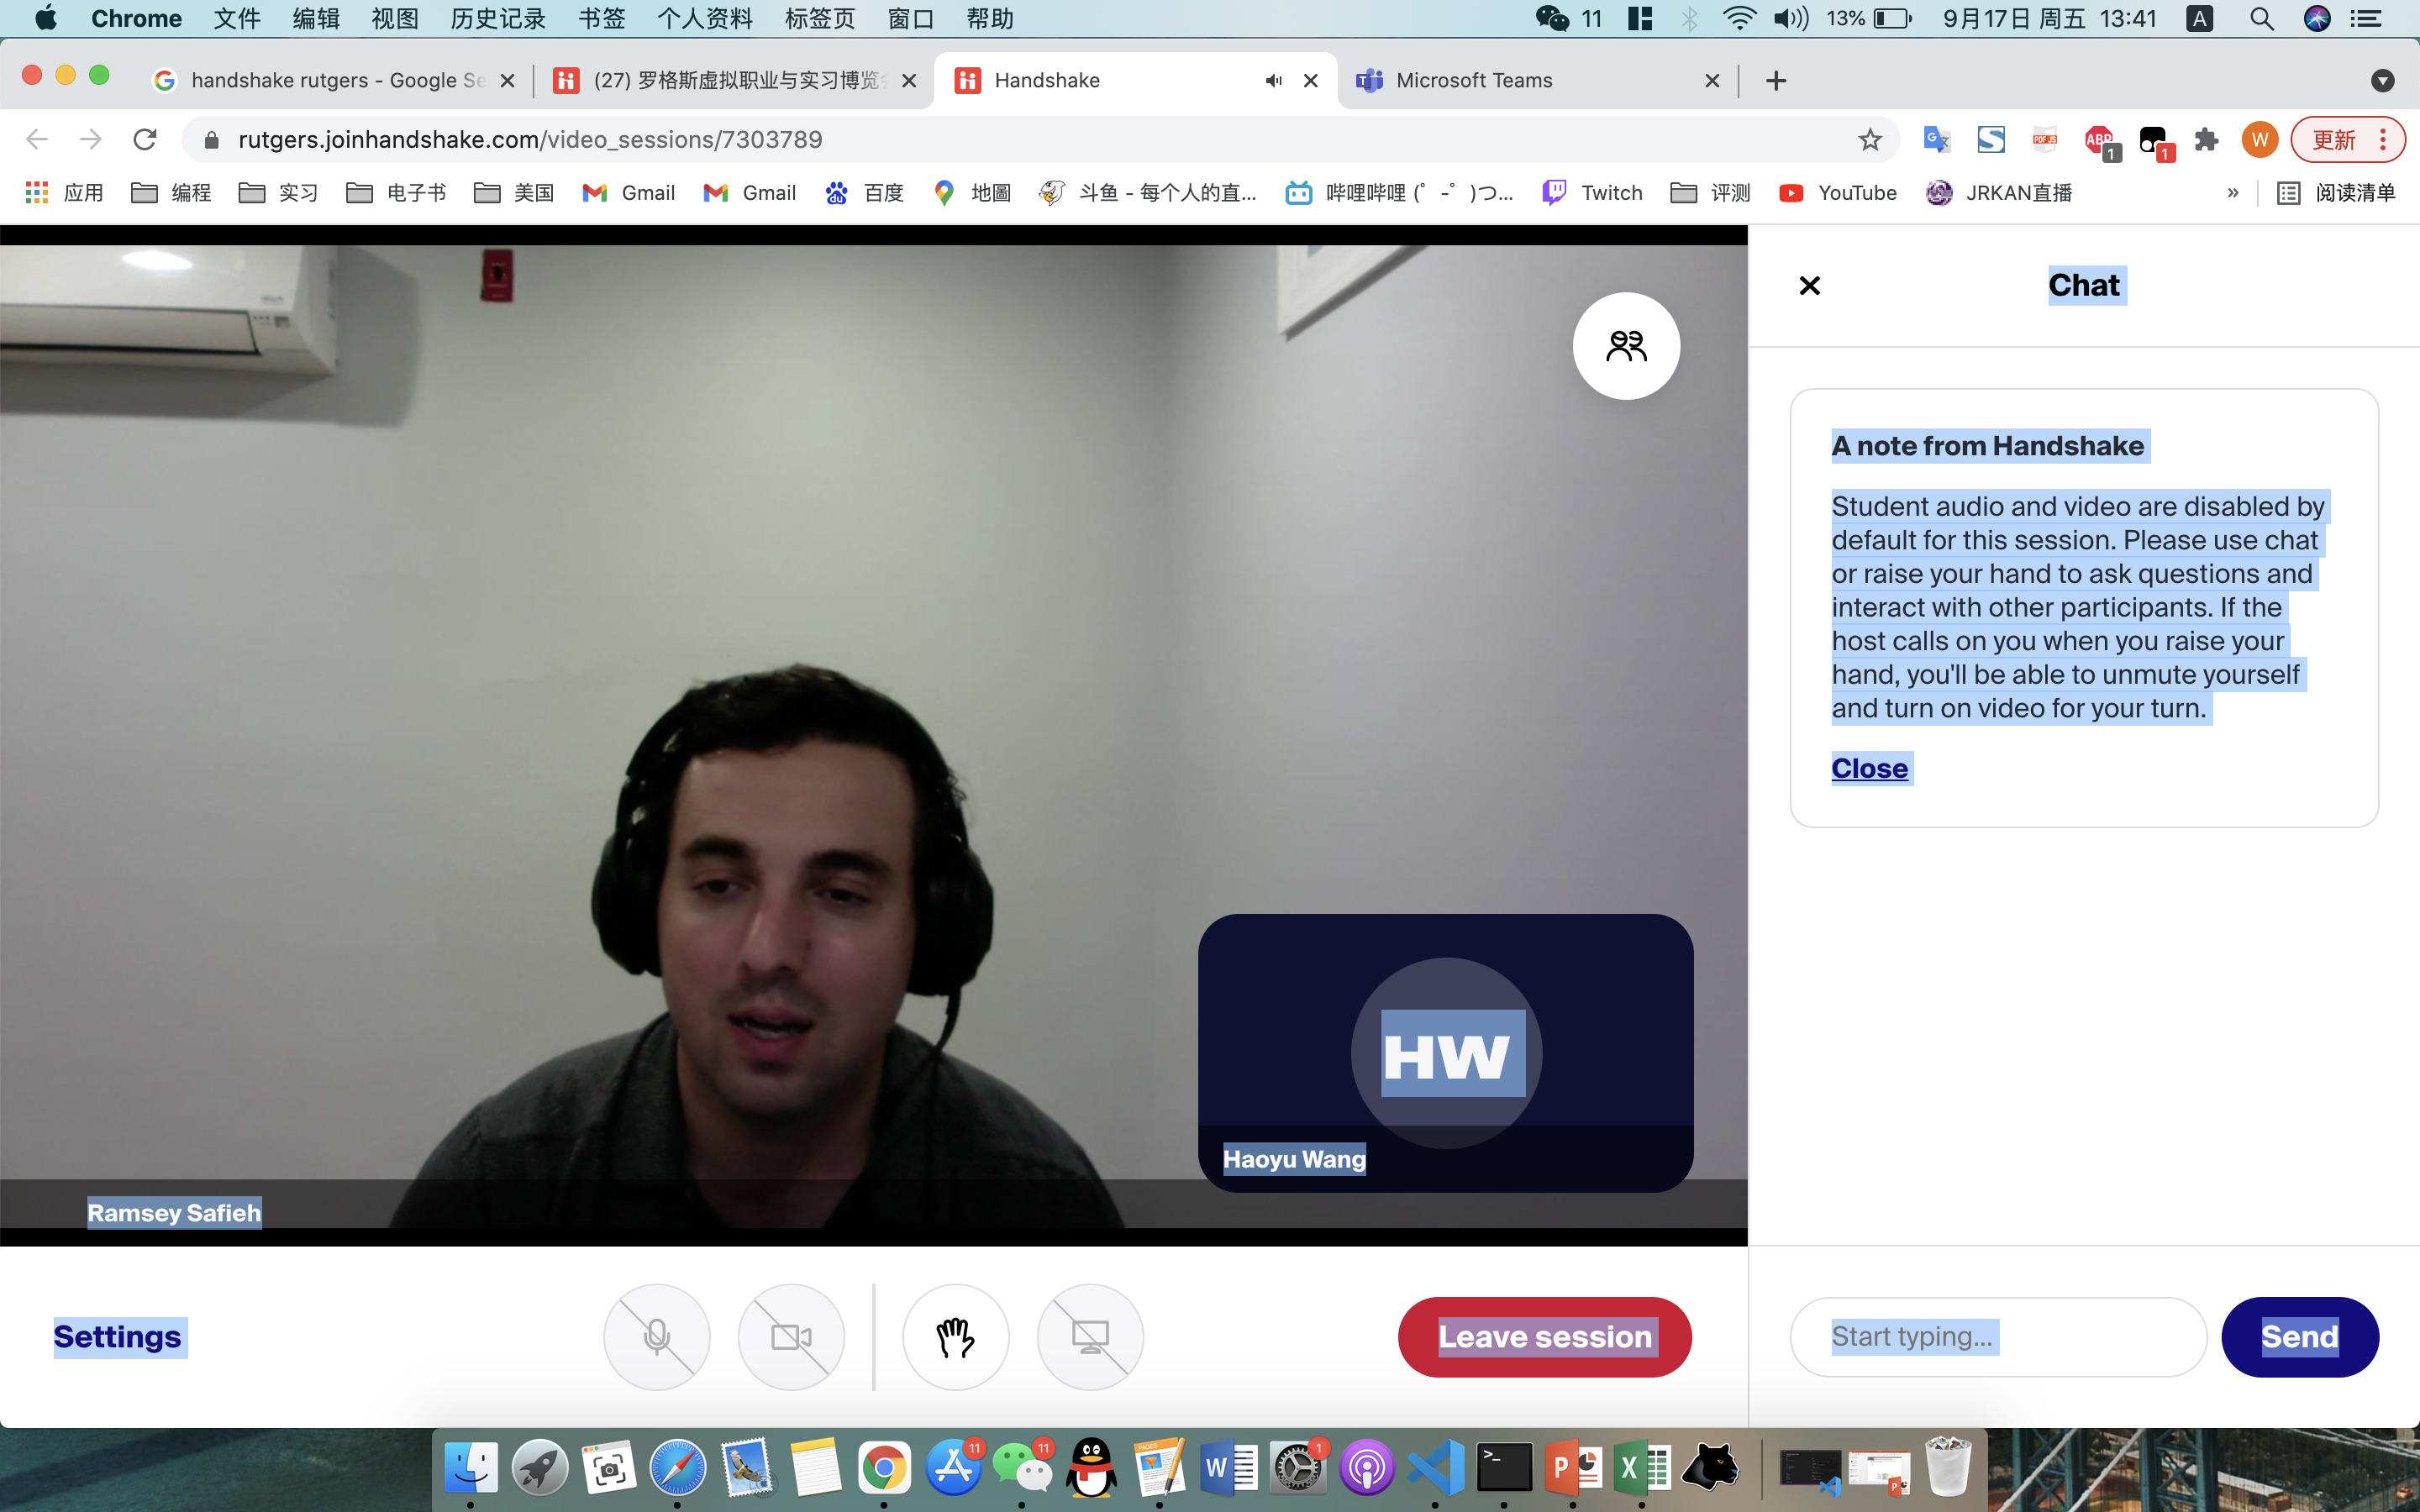 Chrome 文件 编辑 视图 历史记录 书签 个人资料 标签页 窗口 帮助 11 13% 9月17日 周五 13:41 A
handshake rutgers - Google Se (27) 罗格斯虚拟职业与实习博览 Handshake Microsoft Teams
rutgers.joinhandshake.com/video_sessions/7303789 ABP 1 1 W 更新
应用 编程 实习 电子书 美国 Gmail Gmail 百度 地圖 斗鱼 - 每个人的直... 哔哩哔哩 (゜-゜)つ... Twitch 评测 YouTube JRKAN直播 » 阅读清单
Chat
A note from Handshake
Student audio and video are disabled by
default for this session. Please use chat
or raise your hand to ask questions and
interact with other participants. If the
host calls on you when you raise your
hand, you'll be able to unmute yourself
and turn on video for your turn.
Close
HW
Haoyu Wang
Ramsey Safieh
Settings
Leave session
Start typing...
Send
11 11 PAGES W 1 >_ P X